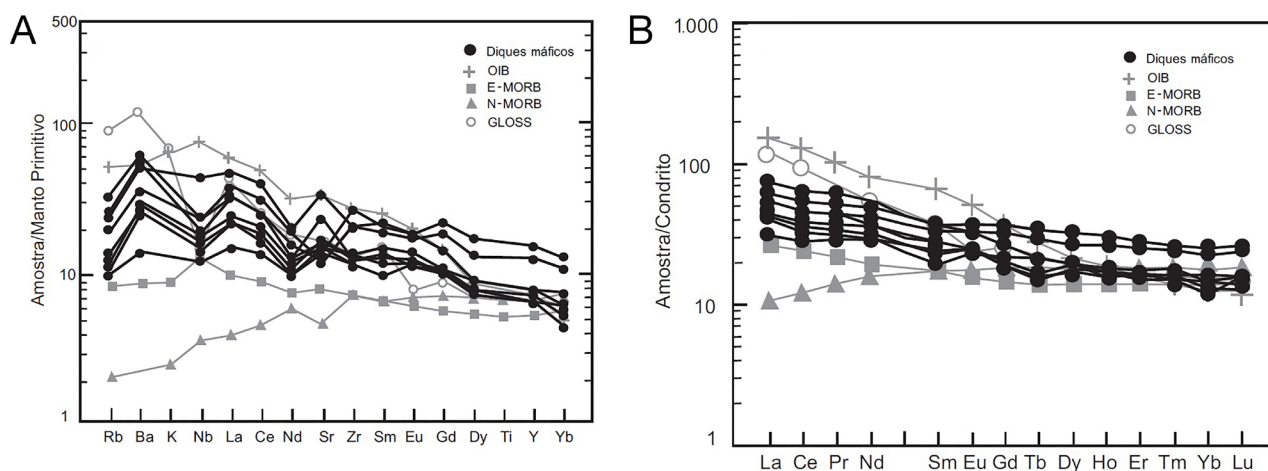 A
Amostra/Manto Primitivo
500
100
10
1
Diques máficos
OIB
E-MORB
N-MORB
GLOSS
Rb Ba K Nb La Ce Nd Sr Zr Sm Eu Gd Dy Ti Y Yb
B
Amostra/Condrito
1.000
100
10
1
Diques máficos
OIB
E-MORB
N-MORB
GLOSS
La Ce Pr Nd Sm Eu Gd Tb Dy Ho Er Tm Yb Lu